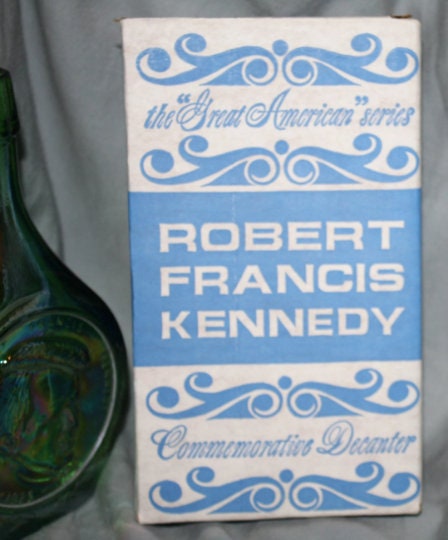 the "Great American" series
ROBERT
FRANCIS
KENNEDY
Commemorative Decanter